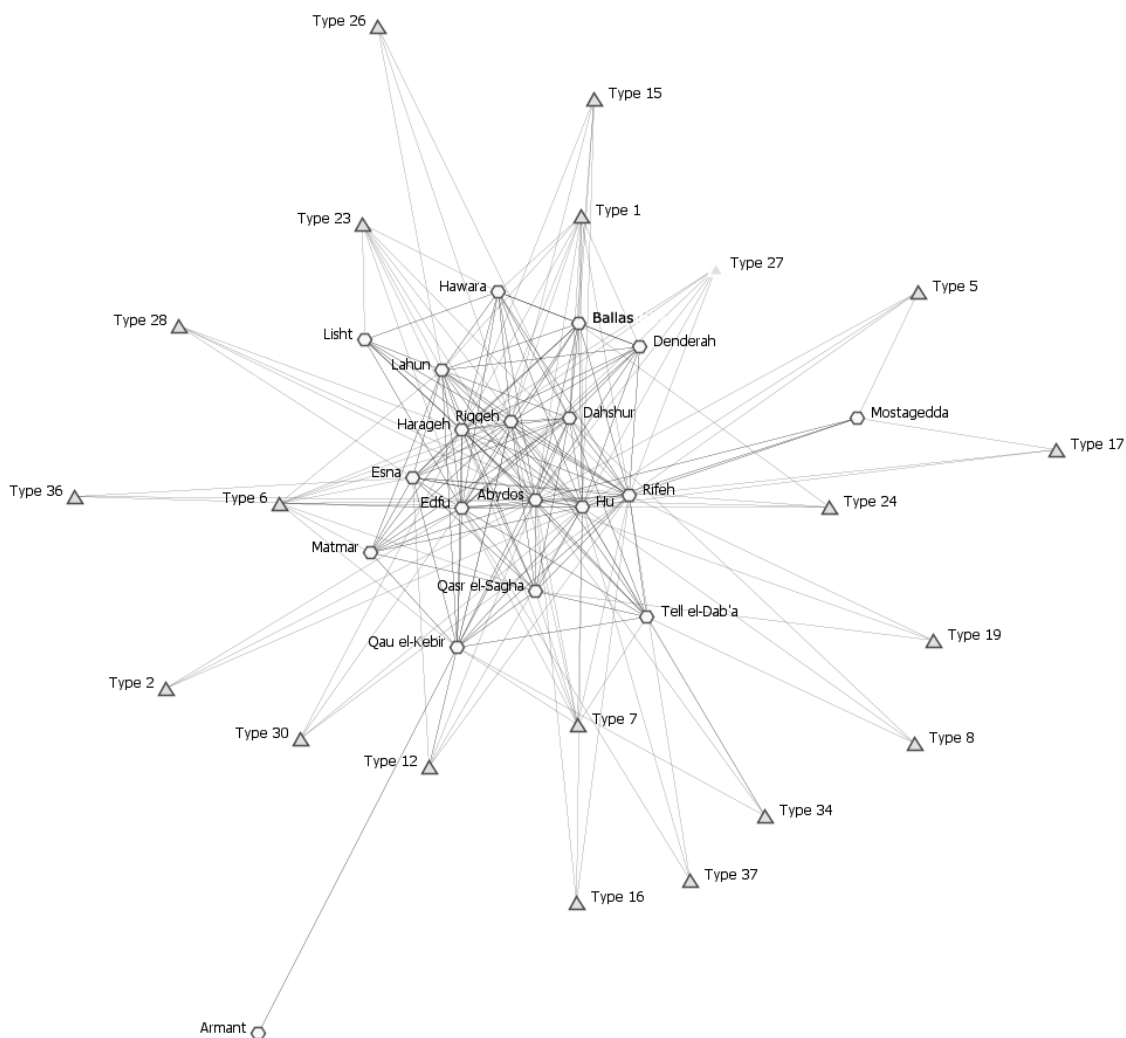 Type 26
Type 15
Type 23
Type 1
Type 27
Type 5
Hawara
Type 28
Ballas
Lisht
Denderah
Lahun
Riqqeh
Dahshur
Mostagedda
Harageh
Type 17
Esna
Type 36
Type 6
Edfu
Abydos
Hu
Rifeh
Type 24
Matmar
Qasr el-Sagha
Tell el-Dab'a
Type 19
Qau el-Kebir
Type 2
Type 30
Type 7
Type 8
Type 12
Type 34
Type 37
Type 16
Armant